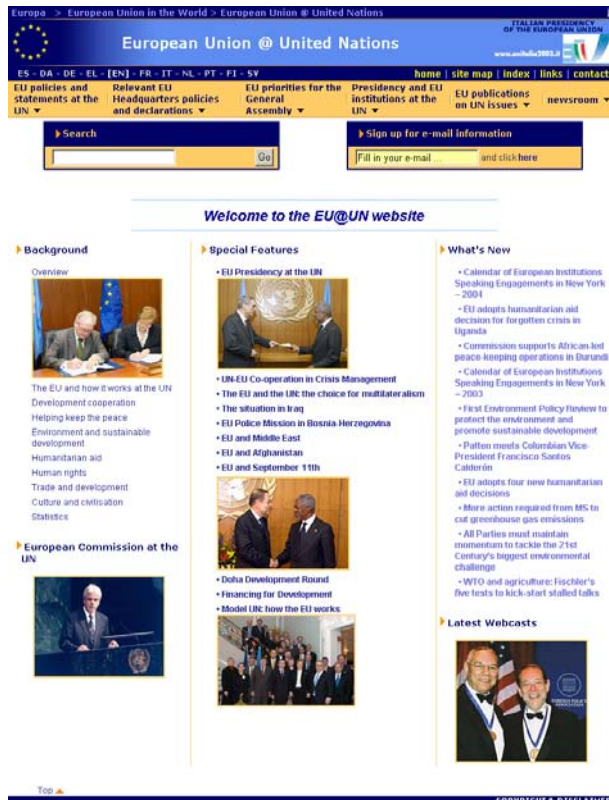 Europa > European Union in the World > European Union @ United Nations
ITALIAN PRESIDENCY
OF THE EUROPEAN UNION
European Union @ United Nations
www.ueitalia2003.it
ES - DA - DE - EL - [EN] - FR - IT - NL - PT - FI - SV
home | site map | index | links | contact
EU policies and statements at the UN ▼
Relevant EU Headquarters policies and declarations ▼
EU priorities for the General Assembly ▼
Presidency and EU institutions at the UN ▼
EU publications on UN issues ▼
newsroom ▼
Search
Go
Sign up for e-mail information
Fill in your e-mail ...
and click here
Welcome to the EU@UN website
Background
Overview
The EU and how it works at the UN
Development cooperation
Helping keep the peace
Environment and sustainable
development
Humanitarian aid
Human rights
Trade and development
Culture and civilisation
Statistics
European Commission at the
UN
Special Features
• EU Presidency at the UN
• UN-EU Co-operation in Crisis Management
• The EU and the UN: the choice for multilateralism
• The situation in Iraq
• EU Police Mission in Bosnia-Herzegovina
• EU and Middle East
• EU and Afghanistan
• EU and September 11th
• Doha Development Round
• Financing for Development
• Model UN: how the EU works
What's New
• Calendar of European Institutions
Speaking Engagements in New York
– 2004
• EU adopts humanitarian aid
decision for forgotten crisis in
Uganda
• Commission supports African-led
peace-keeping operations in Burundi
• Calendar of European Institutions
Speaking Engagements in New York
– 2003
• First Environment Policy Review to
protect the environment and
promote sustainable development
• Patten meets Columbian Vice-
President Francisco Santos
Calderón
• EU adopts four new humanitarian
aid decisions
• More action required from MS to
cut greenhouse gas emissions
• All Parties must maintain
momentum to tackle the 21st
Century's biggest environmental
challenge
• WTO and agriculture: Fischler's
five tests to kick-start stalled talks
Latest Webcasts
FOREIGN POLICY
ASSOCIATION
Top